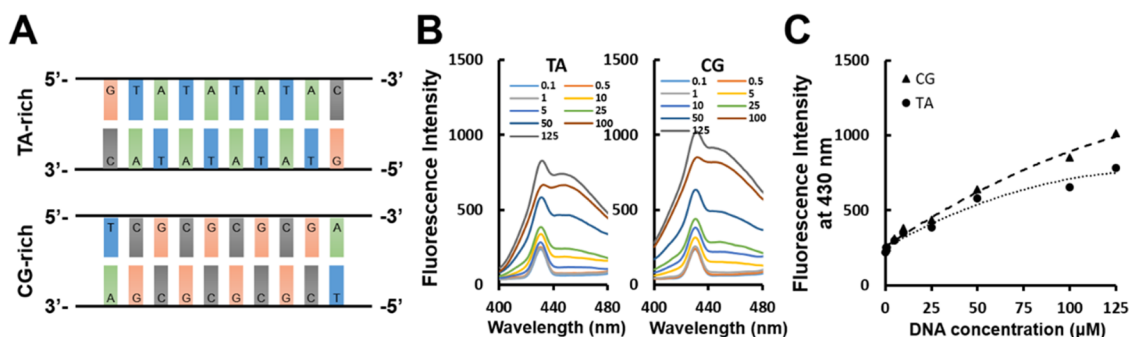 A
TA-rich
5'- -3'
G T A T A T A T A C
C A T A T A T A T G
3'- -5'
CG-rich
5'- -3'
T C G C G C G C G A
A G C G C G C G C T
3'- -5'
B
Fluorescence Intensity
1500
1000
500
0
TA
0.1 0.5
1 10
5 25
50 100
125
400 440 480
Wavelength (nm)
1500
1000
500
0
CG
0.1 0.5
1 5
10 25
50 100
125
400 440 480
Wavelength (nm)
C
Fluorescence Intensity
at 430 nm
1500
1000
500
0
CG
TA
0 25 50 75 100 125
DNA concentration (µM)